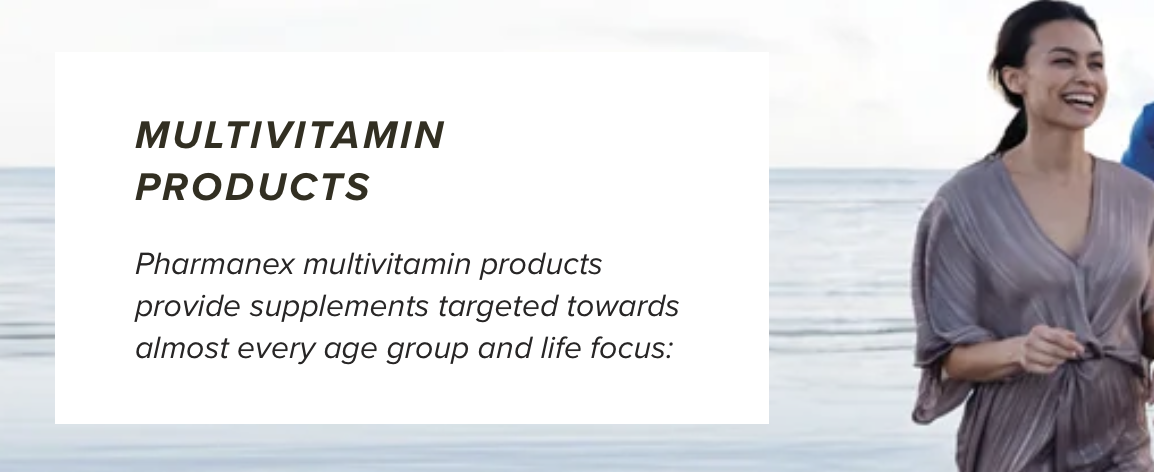 MULTIVITAMIN
PRODUCTS
Pharmanex multivitamin products
provide supplements targeted towards
almost every age group and life focus: